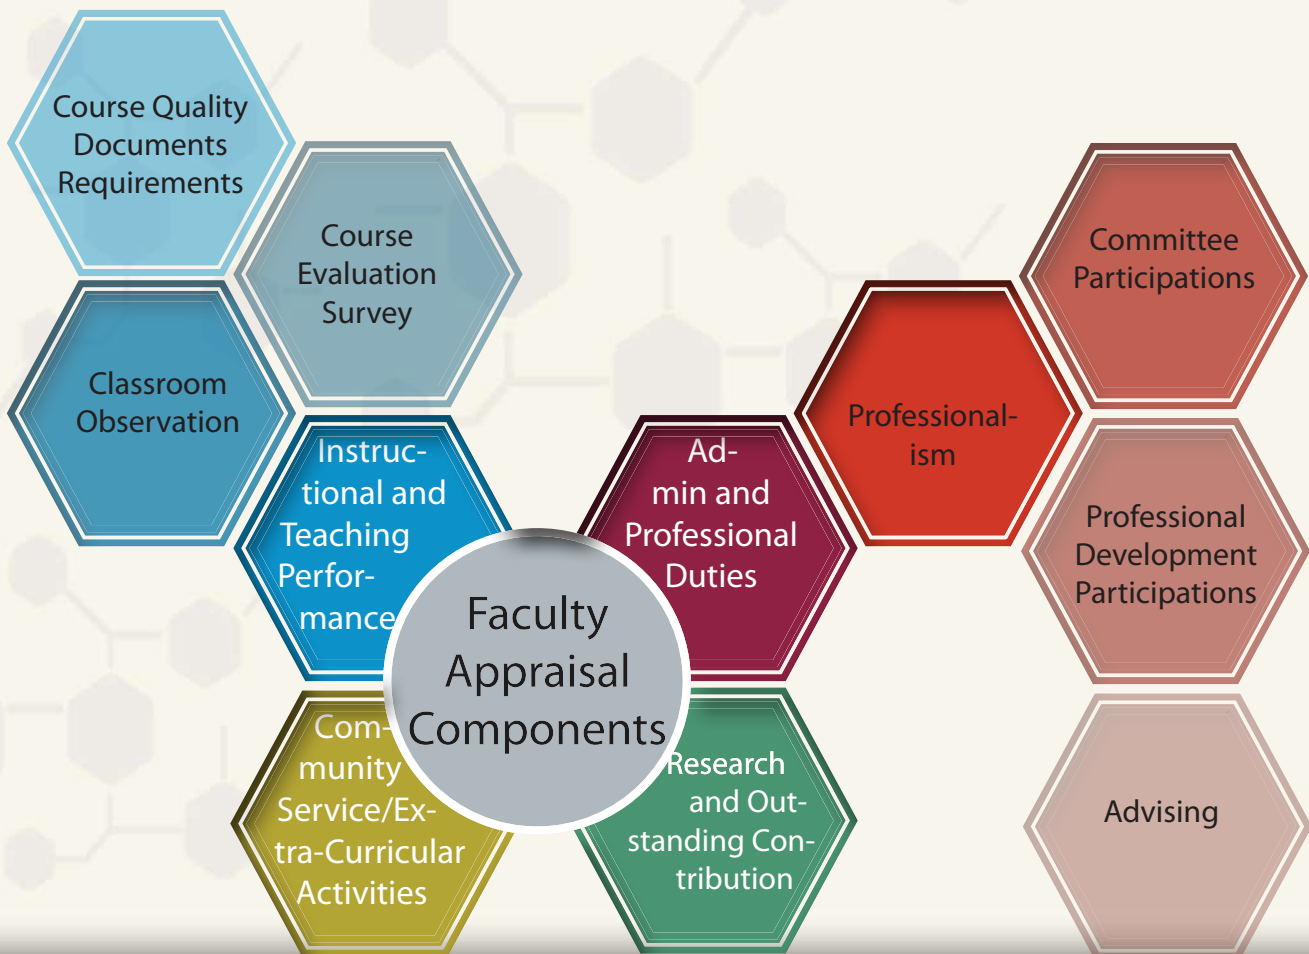 Course Quality
Documents
Requirements
Course
Evaluation
Survey
Classroom
Observation
Instruc-
tional and
Teaching
Perfor-
mance
Faculty
Appraisal
Components
Com-
munity
Service/Ex-
tra-Curricular
Activities
Ad-
min and
Professional
Duties
Research
and Out-
standing Con-
tribution
Professional-
ism
Committee
Participations
Professional
Development
Participations
Advising